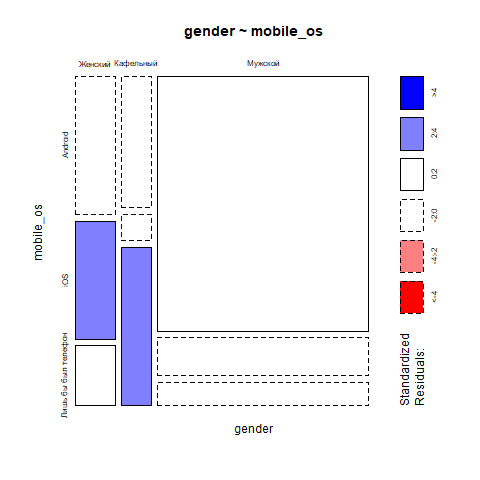 gender ~ mobile_os
Женский
Кафельный
Мужской
Android
iOS
Лишь бы был телефон
mobile_os
gender
>4
2:4
0:2
-2:0
-4:-2
<-4
Standardized
Residuals: